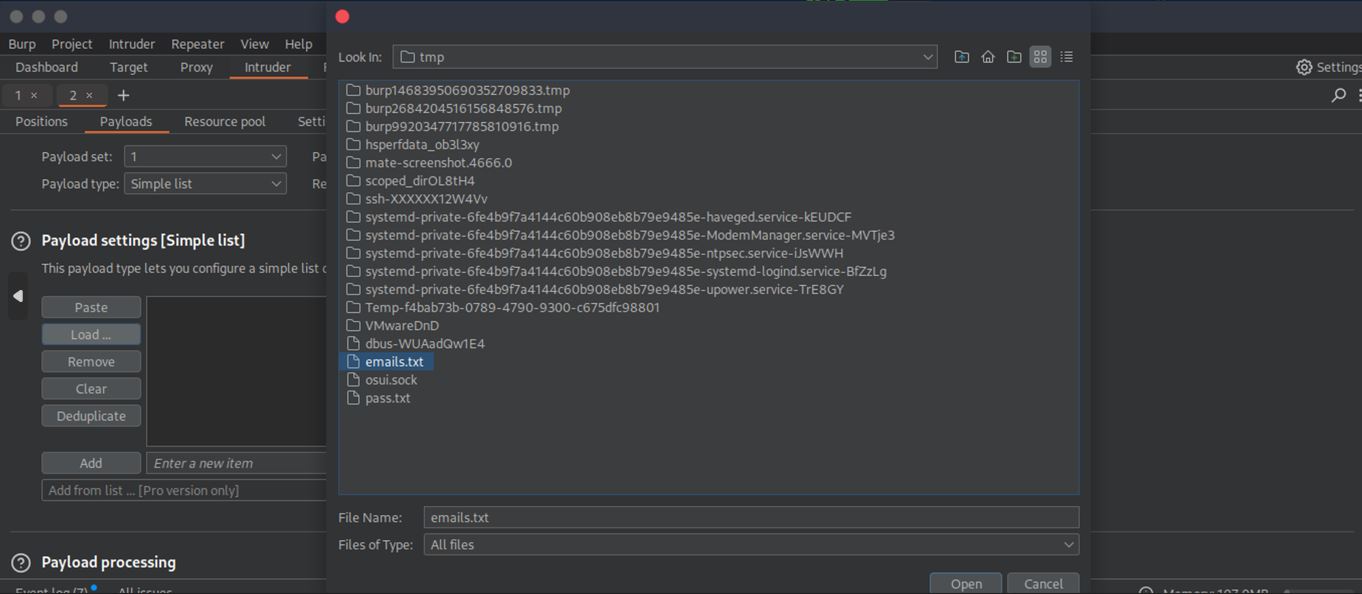 Look In: tmp
Burp Project Intruder Repeater View Help
Dashboard Target Proxy Intruder
Settings
1 × 2 × +
Positions Payloads Resource pool Setti
Payload set: 1 Pa
Payload type: Simple list Re
Payload settings [Simple list]
This payload type lets you configure a simple list o
Paste
Load ...
Remove
Clear
Deduplicate
Add Enter a new item
Add from list ... [Pro version only]
Payload processing
Event log (7) All issues
burp14683950690352709833.tmp
burp2684204516156848576.tmp
burp9920347717785810916.tmp
hsperfdata_ob3l3xy
mate-screenshot.4666.0
scoped_dirOL8tH4
ssh-XXXXXX12W4Vv
systemd-private-6fe4b9f7a4144c60b908eb8b79e9485e-haveged.service-kEUDCF
systemd-private-6fe4b9f7a4144c60b908eb8b79e9485e-ModemManager.service-MVTje3
systemd-private-6fe4b9f7a4144c60b908eb8b79e9485e-ntpsec.service-iJsWWH
systemd-private-6fe4b9f7a4144c60b908eb8b79e9485e-systemd-logind.service-BfZzLg
systemd-private-6fe4b9f7a4144c60b908eb8b79e9485e-upower.service-TrE8GY
Temp-f4bab73b-0789-4790-9300-c675dfc98801
VMwareDnD
dbus-WUAadQw1E4
emails.txt
osui.sock
pass.txt
File Name: emails.txt
Files of Type: All files
Open Cancel